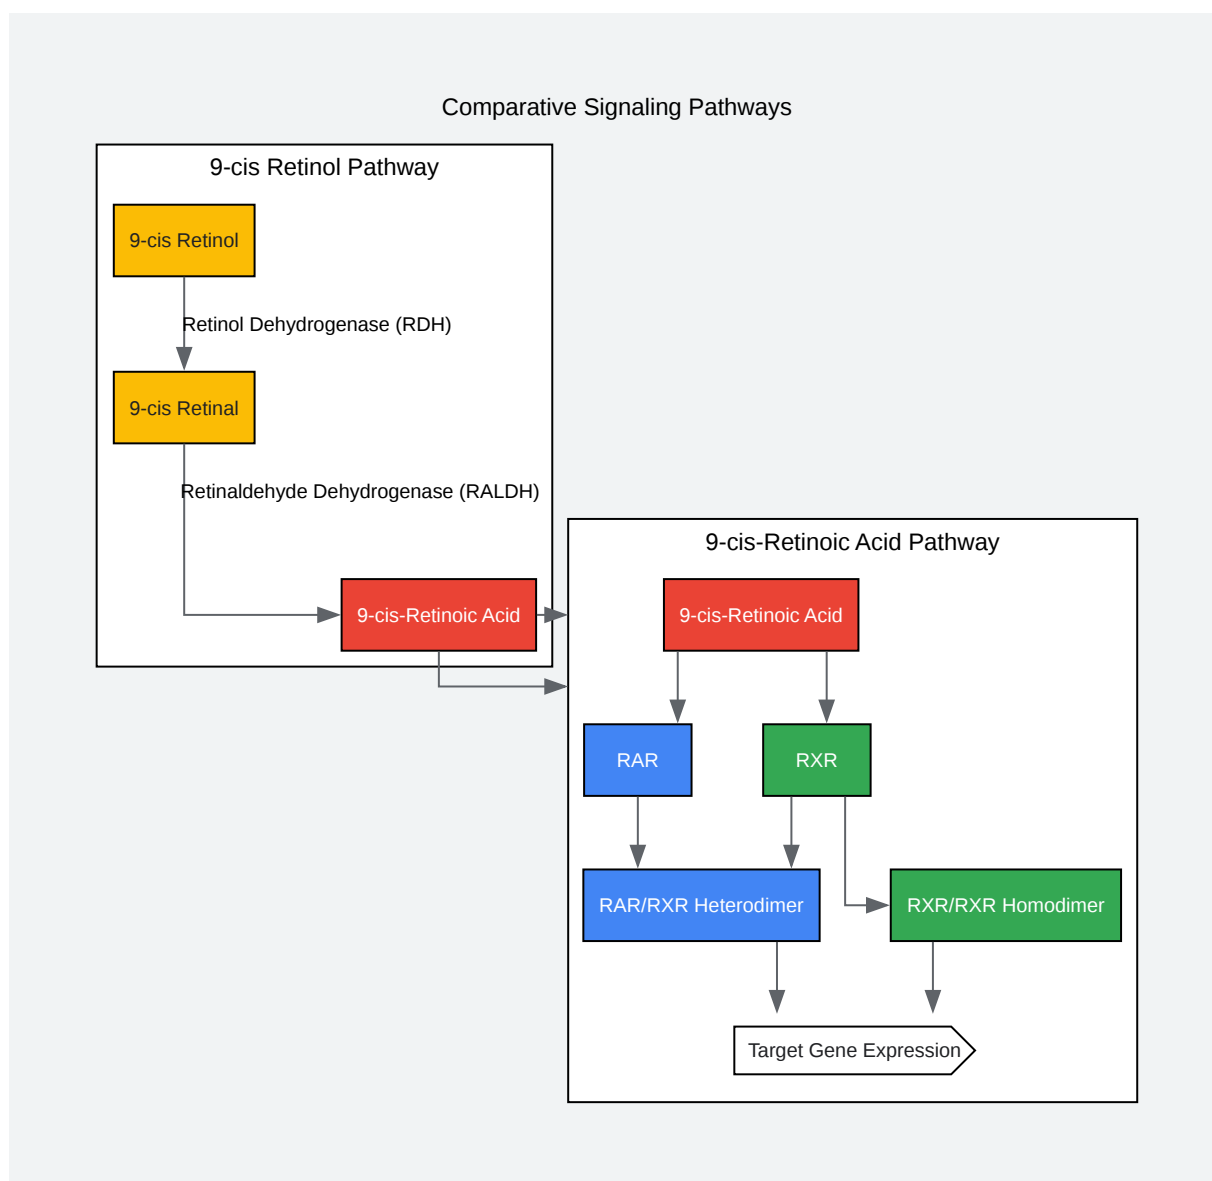 Comparative Signaling Pathways
9-cis Retinol Pathway
9-cis Retinol
Retinol Dehydrogenase (RDH)
9-cis Retinal
Retinaldehyde Dehydrogenase (RALDH)
9-cis-Retinoic Acid
9-cis-Retinoic Acid Pathway
9-cis-Retinoic Acid
RAR
RXR
RAR/RXR Heterodimer
RXR/RXR Homodimer
Target Gene Expression